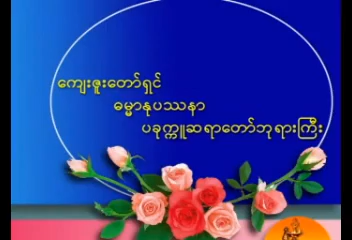 ကျေးဇူးတော်ရှင်
ဓမ္မာနုပဿနာ
ပခုက္ကူဆရာတော်ဘုရားကြီး